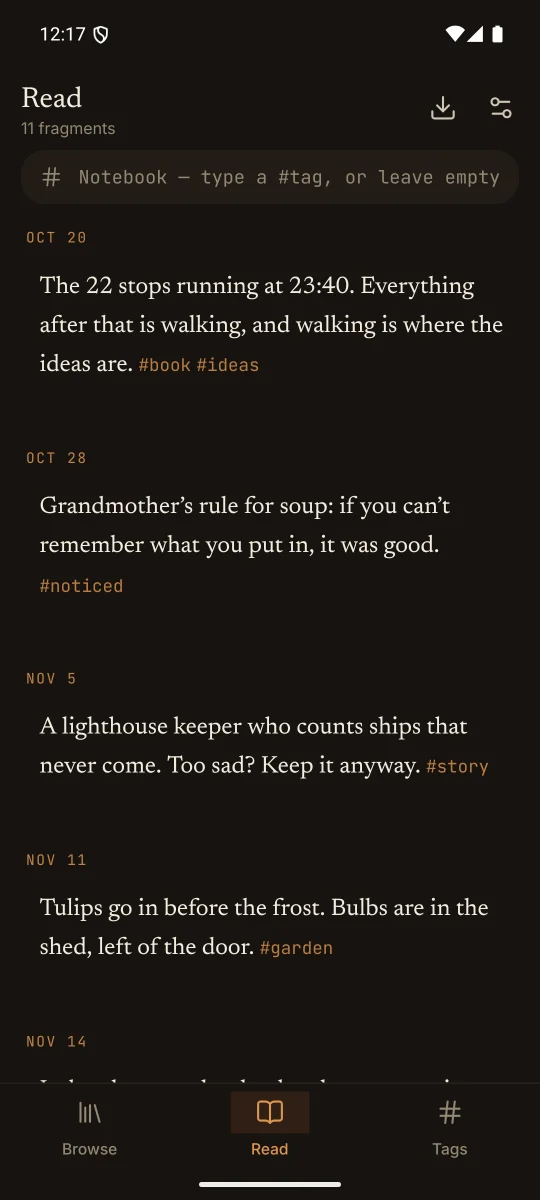 12:17
Read
11 fragments
# Notebook — type a #tag, or leave empty
OCT 20
The 22 stops running at 23:40. Everything
after that is walking, and walking is where the
ideas are. #book #ideas
OCT 28
Grandmother’s rule for soup: if you can’t
remember what you put in, it was good.
#noticed
NOV 5
A lighthouse keeper who counts ships that
never come. Too sad? Keep it anyway. #story
NOV 11
Tulips go in before the frost. Bulbs are in the
shed, left of the door. #garden
NOV 14
Browse
Read
Tags